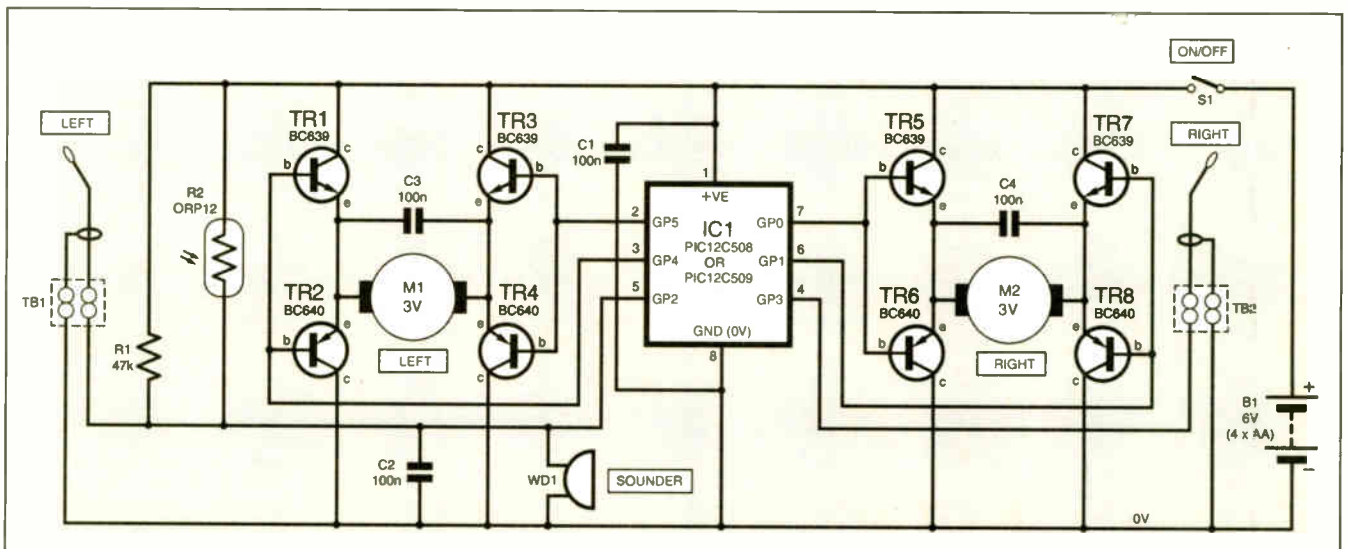 ON/OFF
S1
LEFT
TR1
BC639
TR3
BC639
C1
100n
TR5
BC639
TR7
BC639
RIGHT
b
c
c
b
b
c
c
b
R2
ORP12
C3
100n
C4
100n
1
+VE
e
e
2
GP5
IC1
GP0
7
e
e
3
GP4
PIC12C508
OR
PIC12C509
GP1
6
5
GP2
GP3
4
TB1
TR2
BC640
M1
3V
TR4
BC640
GND (0V)
8
TR6
BC640
M2
3V
TR8
BC640
TB2
e
e
e
e
R1
47k
b
LEFT
b
b
RIGHT
b
c
c
c
c
+
B1
6V
(4 x AA)
−
C2
100n
WD1
SOUNDER
0V